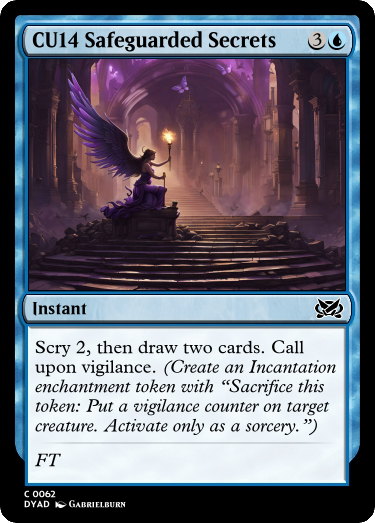 CU14 Safeguarded Secrets 3
Instant
Scry 2, then draw two cards. Call
upon vigilance. (Create an Incantation
enchantment token with “Sacrifice this
token: Put a vigilance counter on target
creature. Activate only as a sorcery.”)
FT
C 0062
DYAD Gabrielburn